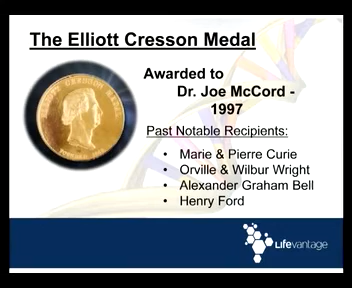 The Elliott Cresson Medal
Awarded to
Dr. Joe McCord -
1997
Past Notable Recipients:
• Marie & Pierre Curie
• Orville & Wilbur Wright
• Alexander Graham Bell
• Henry Ford
Lifevantage